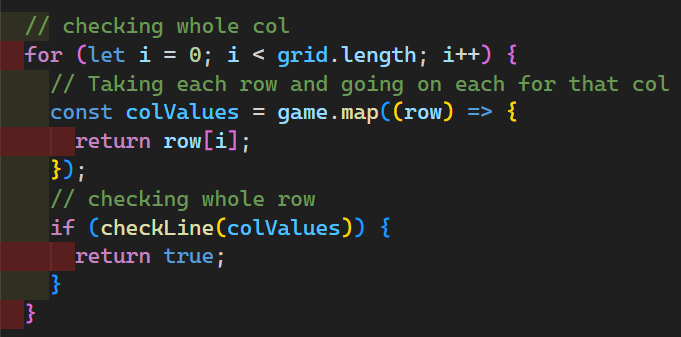 // checking whole col
for (let i = 0; i < grid.length; i++) {
// Taking each row and going on each for that col
const colValues = game.map((row) => {
return row[i];
});
// checking whole row
if (checkLine(colValues)) {
return true;
}
}